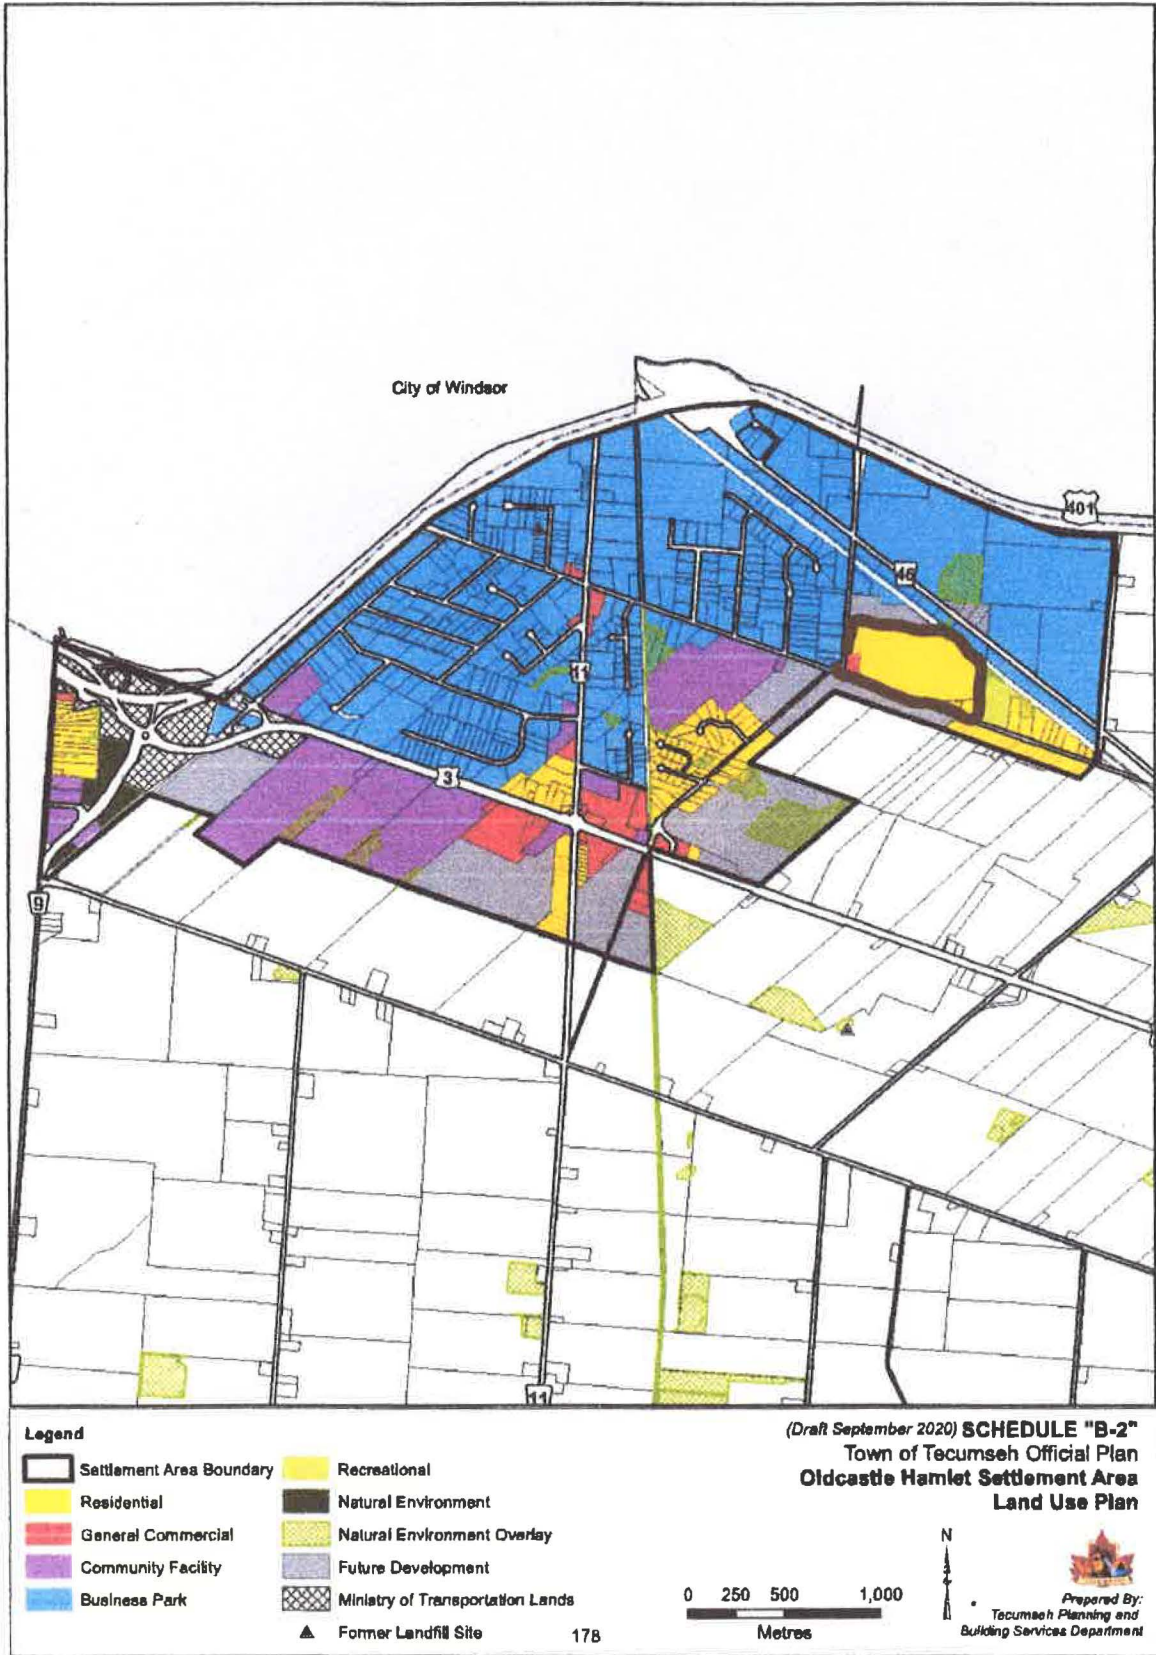 City of Windsor
401
46
11
3
9
11
Legend
Settlement Area Boundary
Residential
General Commercial
Community Facility
Business Park
Recreational
Natural Environment
Natural Environment Overlay
Future Development
Ministry of Transportation Lands
Former Landfill Site
178
(Draft September 2020) SCHEDULE "B-2"
Town of Tecumseh Official Plan
Oldcastle Hamlet Settlement Area
Land Use Plan
N
0 250 500 1,000
Metres
Prepared By:
Tecumseh Planning and
Building Services Department